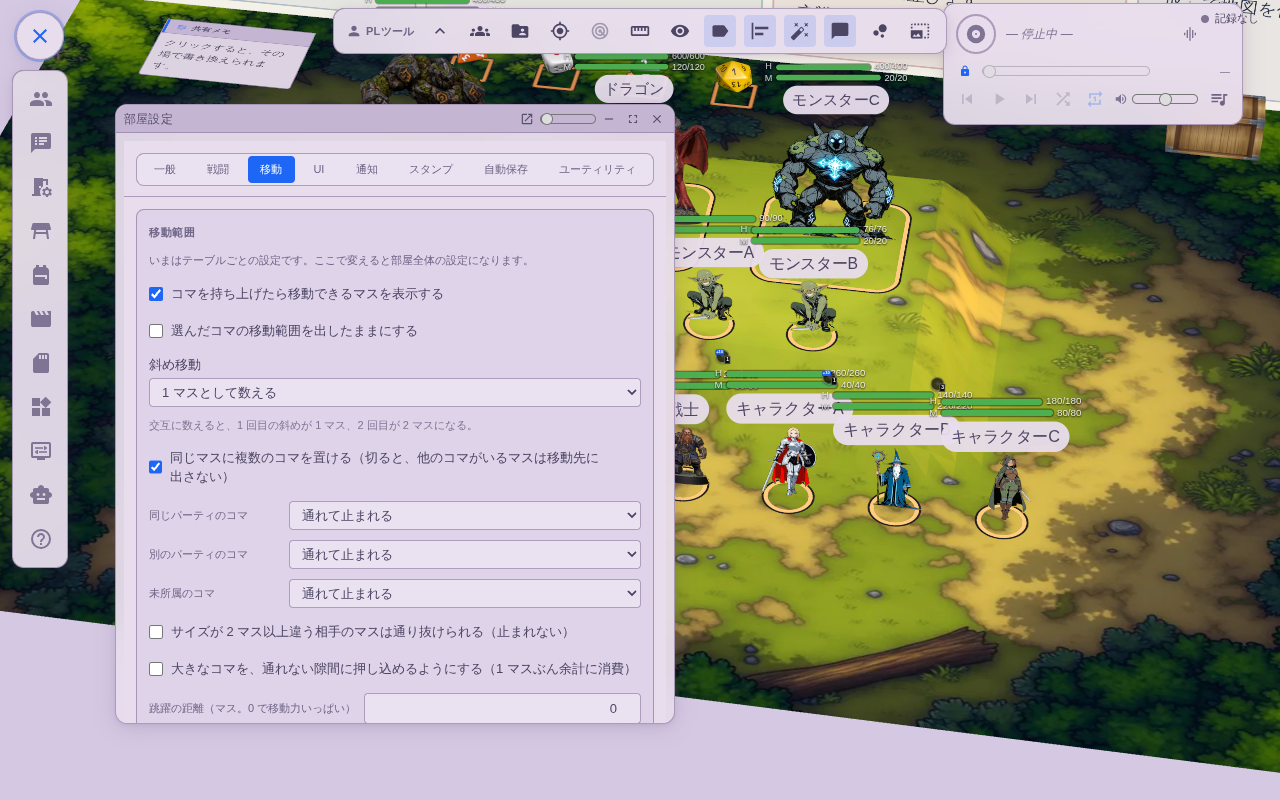 共有メモ
クリックすると、その
場で書き換えられま
す。
PLツール
記録なし
— 停止中 —
—
600/600
120/120
ドラゴン
H
400/400
M
20/20
モンスターC
部屋設定
一般
戦闘
移動
UI
通知
スタンプ
自動保存
ユーティリティ
移動範囲
いまはテーブルごとの設定です。ここで変えると部屋全体の設定になります。
コマを持ち上げたら移動できるマスを表示する
選んだコマの移動範囲を出したままにする
斜め移動
1 マスとして数える
交互に数えると、1 回目の斜めが 1 マス、2 回目が 2 マスになる。
同じマスに複数のコマを置ける（切ると、他のコマがいるマスは移動先に
出さない）
同じパーティのコマ
通れて止まれる
別のパーティのコマ
通れて止まれる
未所属のコマ
通れて止まれる
サイズが 2 マス以上違う相手のマスは通り抜けられる（止まれない）
大きなコマを、通れない隙間に押し込めるようにする（1 マスぶん余計に消費）
跳躍の距離（マス。0 で移動力いっぱい）
0
90/90
H
76/76
M
20/20
モンスターA
モンスターB
H
260/260
M
40/40
戦士
キャラクターA
H
140/140
キャラクターB
H
180/180
M
80/80
キャラクターC